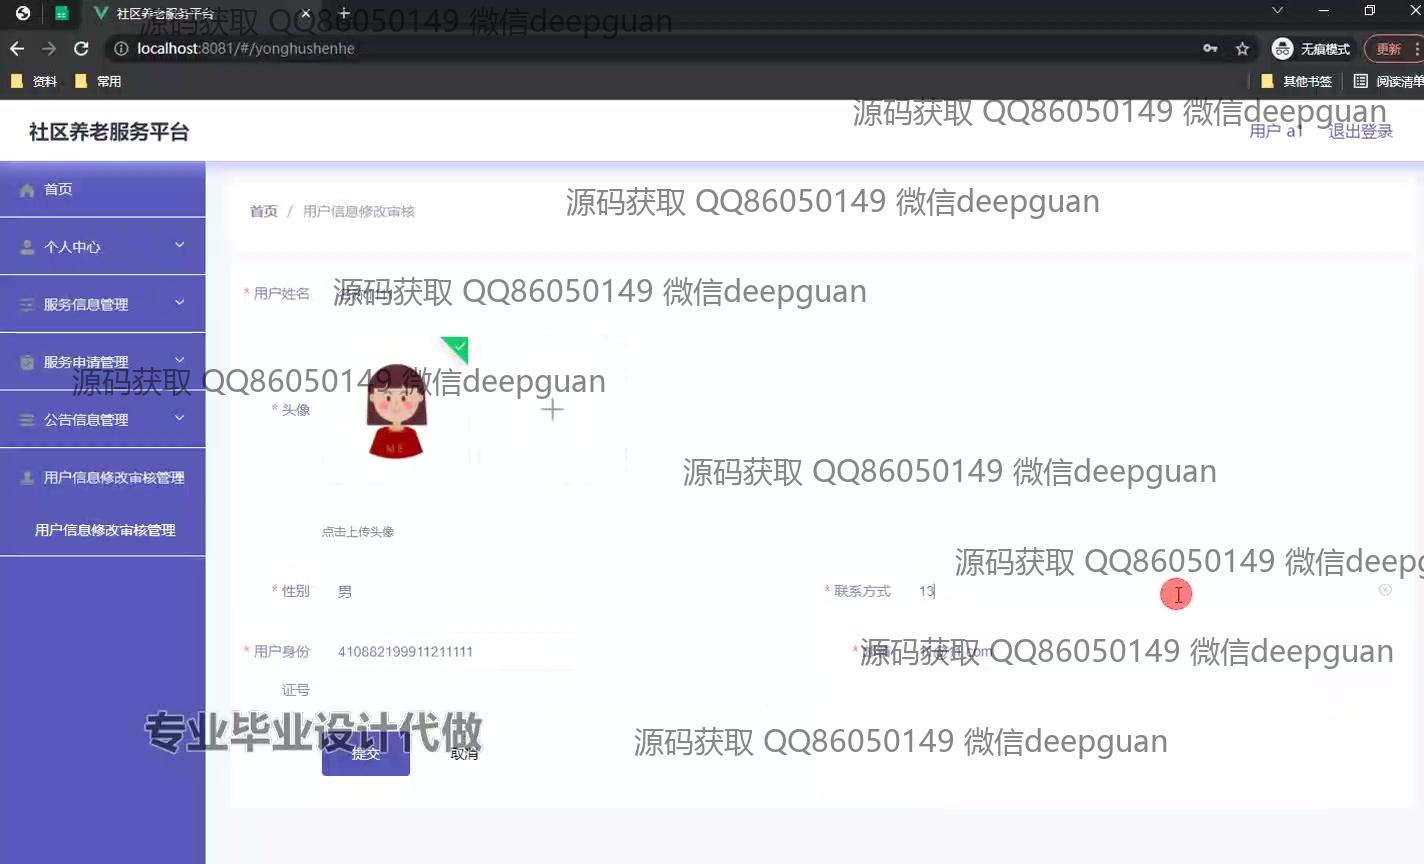 社区养老服务平台
源码获取 QQ86050149 微信deepguan
localhost:8081/#/yonghushenhe
无痕模式
更新
资料
常用
其他书签
阅读清单
源码获取 QQ86050149 微信deepguan
社区养老服务平台
用户 a1
退出登录
首页
源码获取 QQ86050149 微信deepguan
首页 / 用户信息修改审核
个人中心
* 用户姓名
源码获取 QQ86050149 微信deepguan
服务信息管理
服务申请管理
源码获取 QQ86050149 微信deepguan
* 头像
公告信息管理
ME
源码获取 QQ86050149 微信deepguan
用户信息修改审核管理
用户信息修改审核管理
点击上传头像
源码获取 QQ86050149 微信deepg
* 性别
男
* 联系方式
13
* 用户身份
证号
410882199911211111
源码获取 QQ86050149 微信deepguan
专业毕业设计代做
提交
取消
源码获取 QQ86050149 微信deepguan